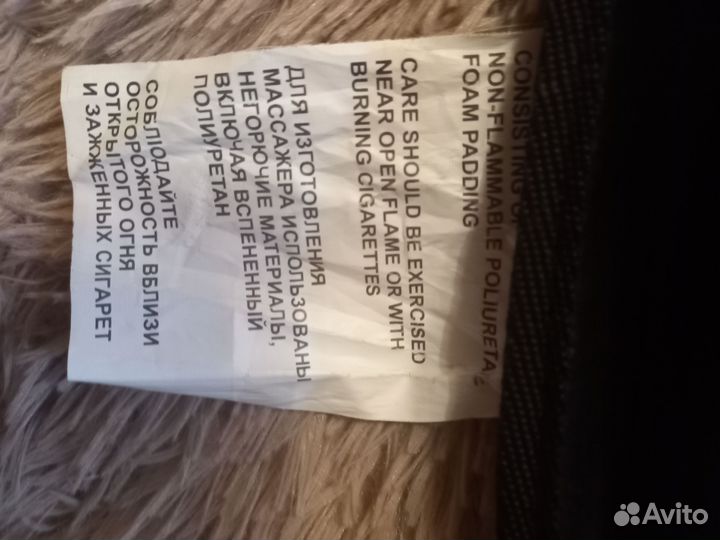 CONSISTING
NON-FLAMMABLE POLIURETA
FOAM PADDING
CARE SHOULD BE EXERCISED
NEAR OPEN FLAME OR WITH
BURNING CIGARETTES
ДЛЯ ИЗГОТОВЛЕНИЯ
МАССАЖЕРА ИСПОЛЬЗОВАНЫ
НЕГОРЮЧИЕ МАТЕРИАЛЫ,
ВКЛЮЧАЯ ВСПЕНЕННЫЙ
ПОЛИУРЕТАН
СОБЛЮДАЙТЕ
ОСТОРОЖНОСТЬ ВБЛИЗИ
ОТКРЫТОГО ОГНЯ
И ЗАЖЖЕННЫХ СИГАРЕТ
Avito